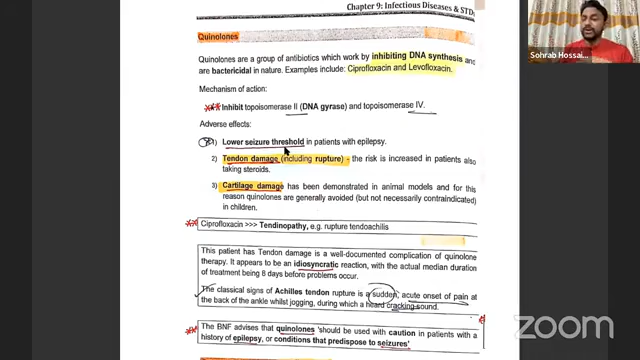 Chapter 9: Infectious Diseases & STDs
Quinolones
Quinolones are a group of antibiotics which work by inhibiting DNA synthesis and
are bactericidal in nature. Examples include: Ciprofloxacin and Levofloxacin.
Mechanism of action:
Inhibit topoisomerase II (DNA gyrase) and topoisomerase IV.
Adverse effects:
1) Lower seizure threshold in patients with epilepsy.
2) Tendon damage (including rupture) - the risk is increased in patients also
taking steroids.
3) Cartilage damage has been demonstrated in animal models and for this
reason quinolones are generally avoided (but not necessarily contraindicated)
in children.
Ciprofloxacin >>> Tendinopathy, e.g. rupture tendoachilis
This patient has Tendon damage is a well-documented complication of quinolone
therapy. It appears to be an idiosyncratic reaction, with the actual median duration
of treatment being 8 days before problems occur.
The classical signs of Achilles tendon rupture is a sudden, acute onset of pain at
the back of the ankle whilst jogging, during which a heard cracking sound.
The BNF advises that quinolones 'should be used with caution in patients with a
history of epilepsy, or conditions that predispose to seizures'
Sohrab Hossai...
zoom